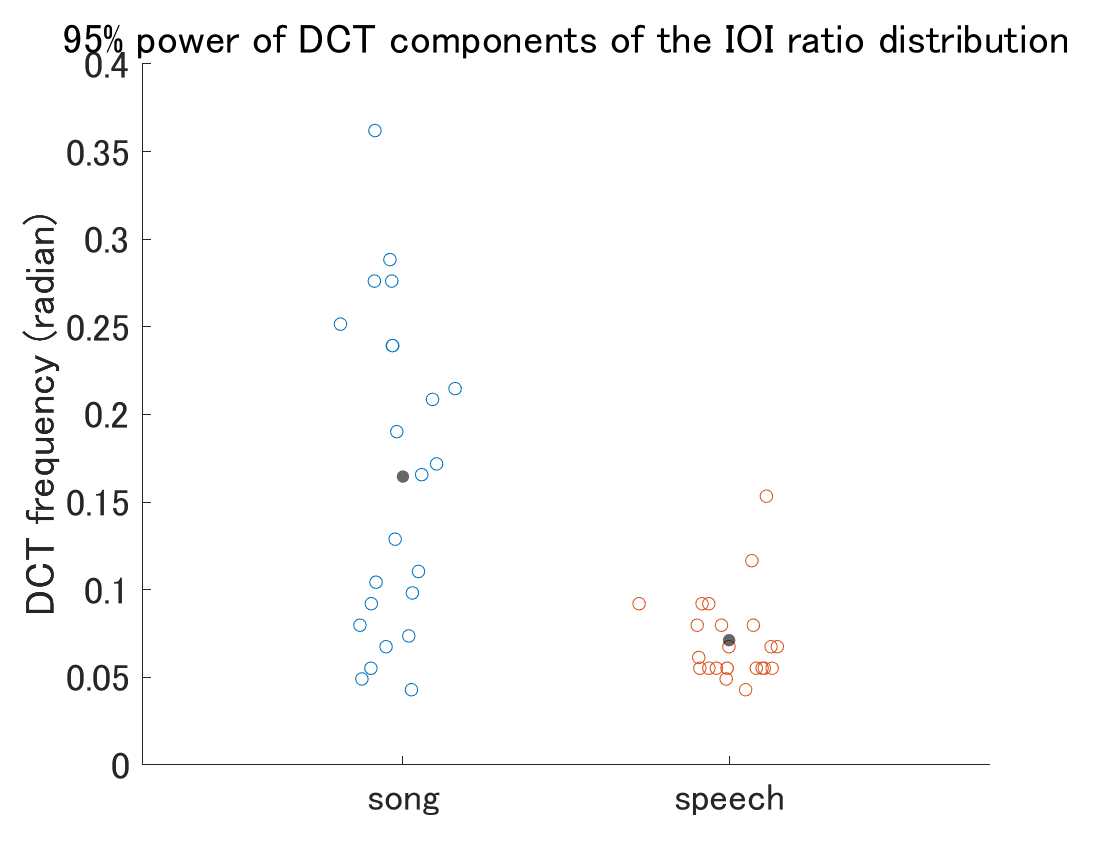 95% power of DCT components of the IOI ratio distribution
DCT frequency (radian)
0.4
0.35
0.3
0.25
0.2
0.15
0.1
0.05
0
song
speech